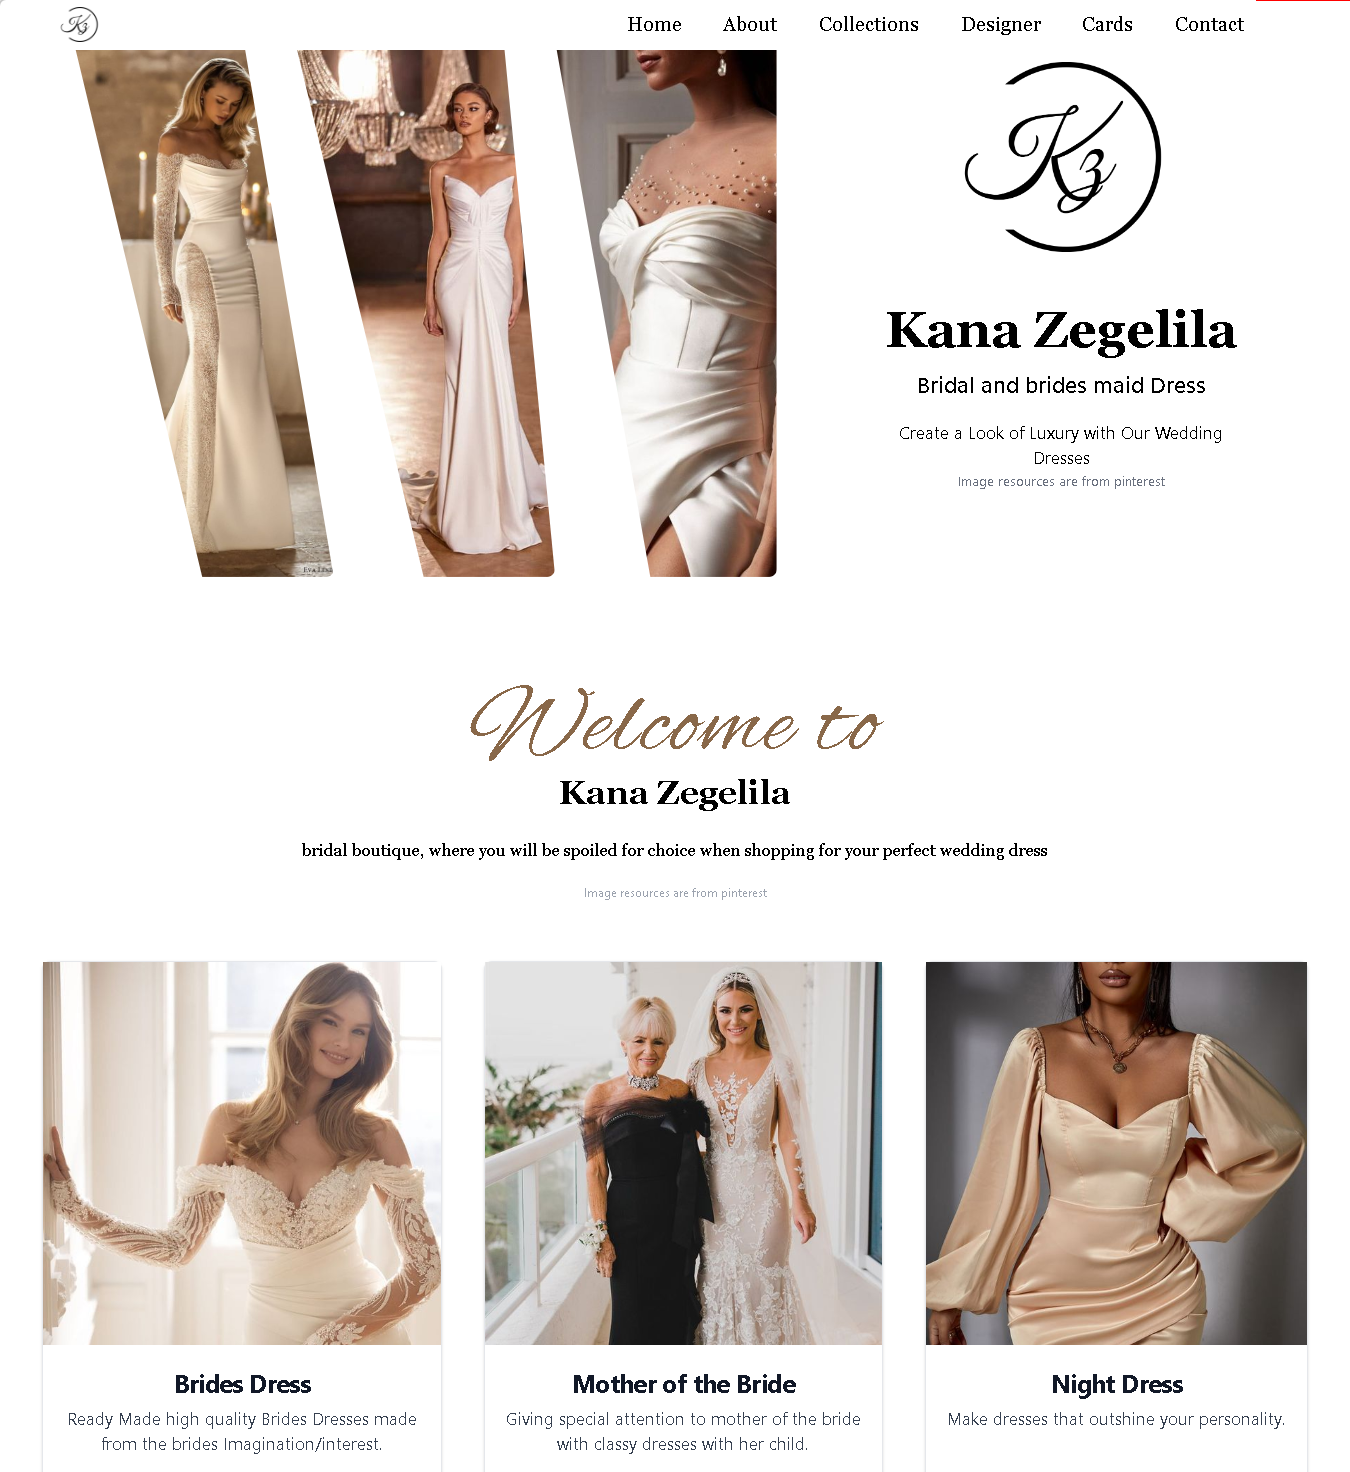 Kz
Home About Collections Designer Cards Contact
Kz
Kana Zegelila
Bridal and brides maid Dress
Create a Look of Luxury with Our Wedding
Dresses
Image resources are from pinterest
Welcome to
Kana Zegelila
bridal boutique, where you will be spoiled for choice when shopping for your perfect wedding dress
Image resources are from pinterest
Brides Dress
Ready Made high quality Brides Dresses made
from the brides Imagination/interest.
Mother of the Bride
Giving special attention to mother of the bride
with classy dresses with her child.
Night Dress
Make dresses that outshine your personality.